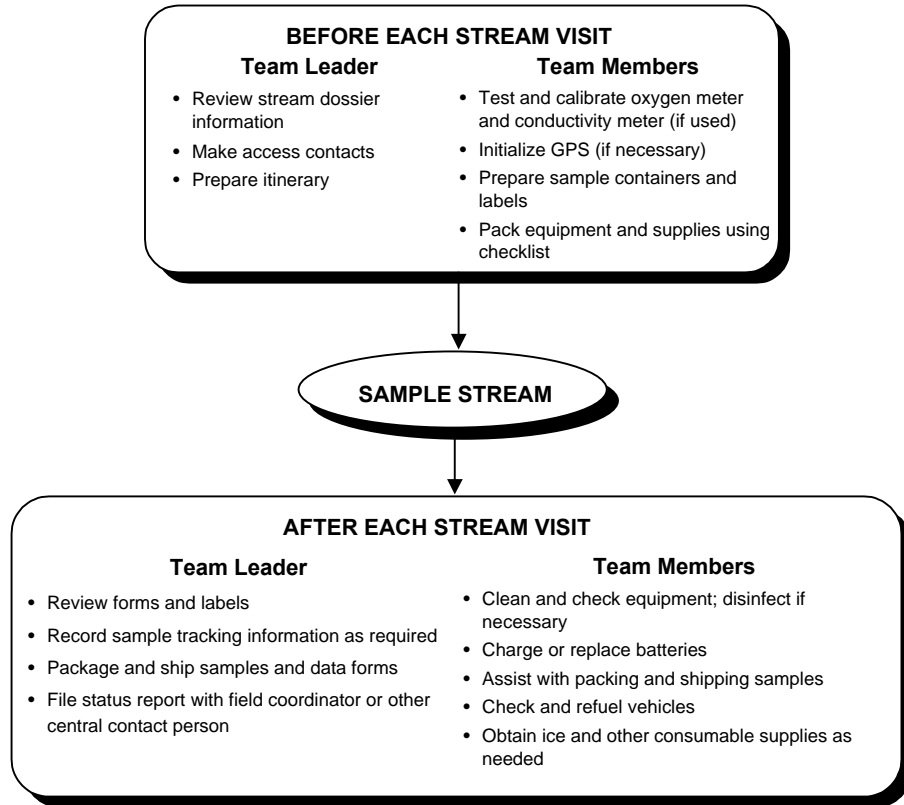 BEFORE EACH STREAM VISIT
Team Leader
• Review stream dossier
information
• Make access contacts
• Prepare itinerary
Team Members
• Test and calibrate oxygen meter
and conductivity meter (if used)
• Initialize GPS (if necessary)
• Prepare sample containers and
labels
• Pack equipment and supplies using
checklist
SAMPLE STREAM
AFTER EACH STREAM VISIT
Team Leader
• Review forms and labels
• Record sample tracking information as required
• Package and ship samples and data forms
• File status report with field coordinator or other
central contact person
Team Members
• Clean and check equipment; disinfect if
necessary
• Charge or replace batteries
• Assist with packing and shipping samples
• Check and refuel vehicles
• Obtain ice and other consumable supplies as
needed